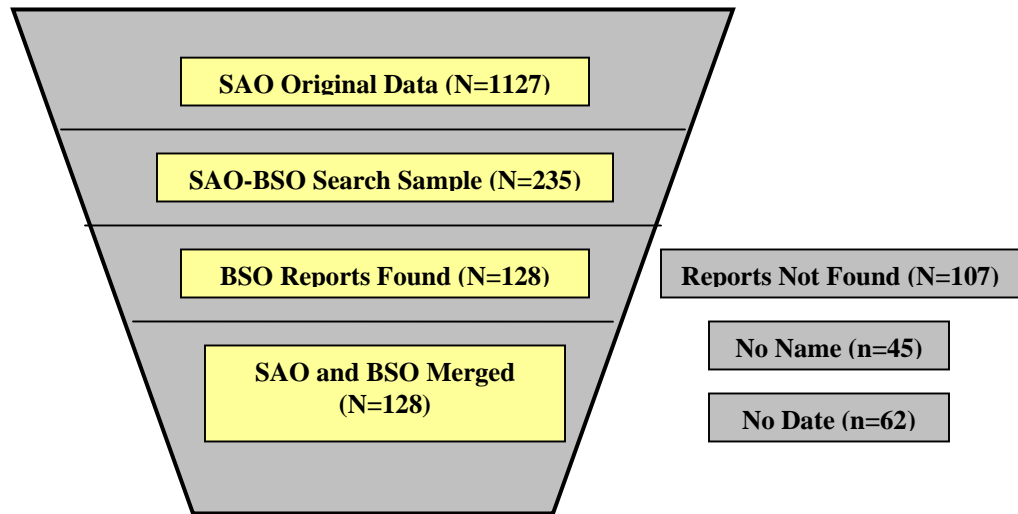 SAO Original Data (N=1127)
SAO-BSO Search Sample (N=235)
BSO Reports Found (N=128)
Reports Not Found (N=107)
No Name (n=45)
SAO and BSO Merged
(N=128)
No Date (n=62)